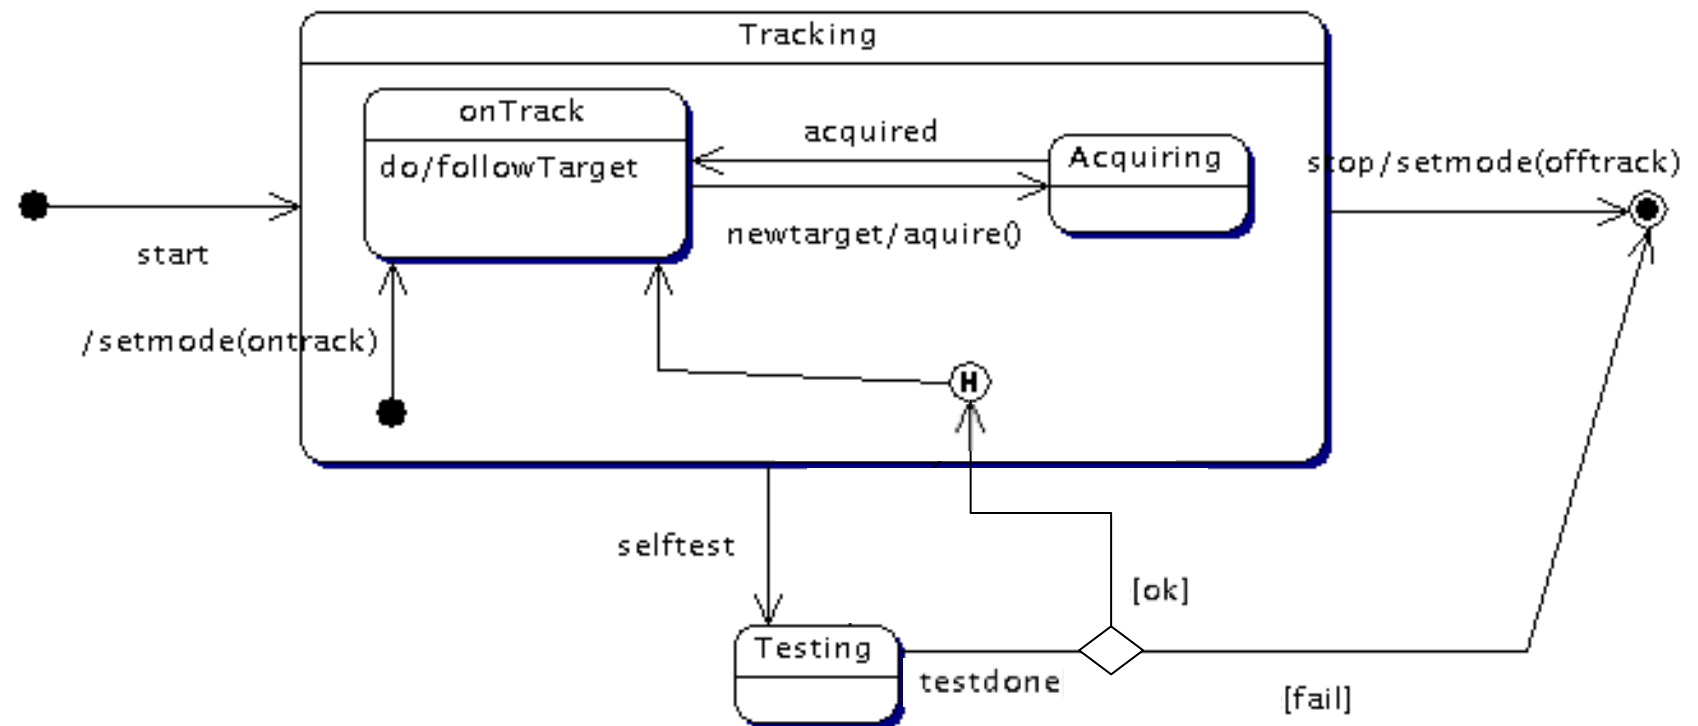 Tracking
onTrack
do/followTarget
acquired
Acquiring
stop/setmode(offtrack)
newtarget/aquire()
start
/setmode(ontrack)
H
selftest
[ok]
Testing
testdone
[fail]